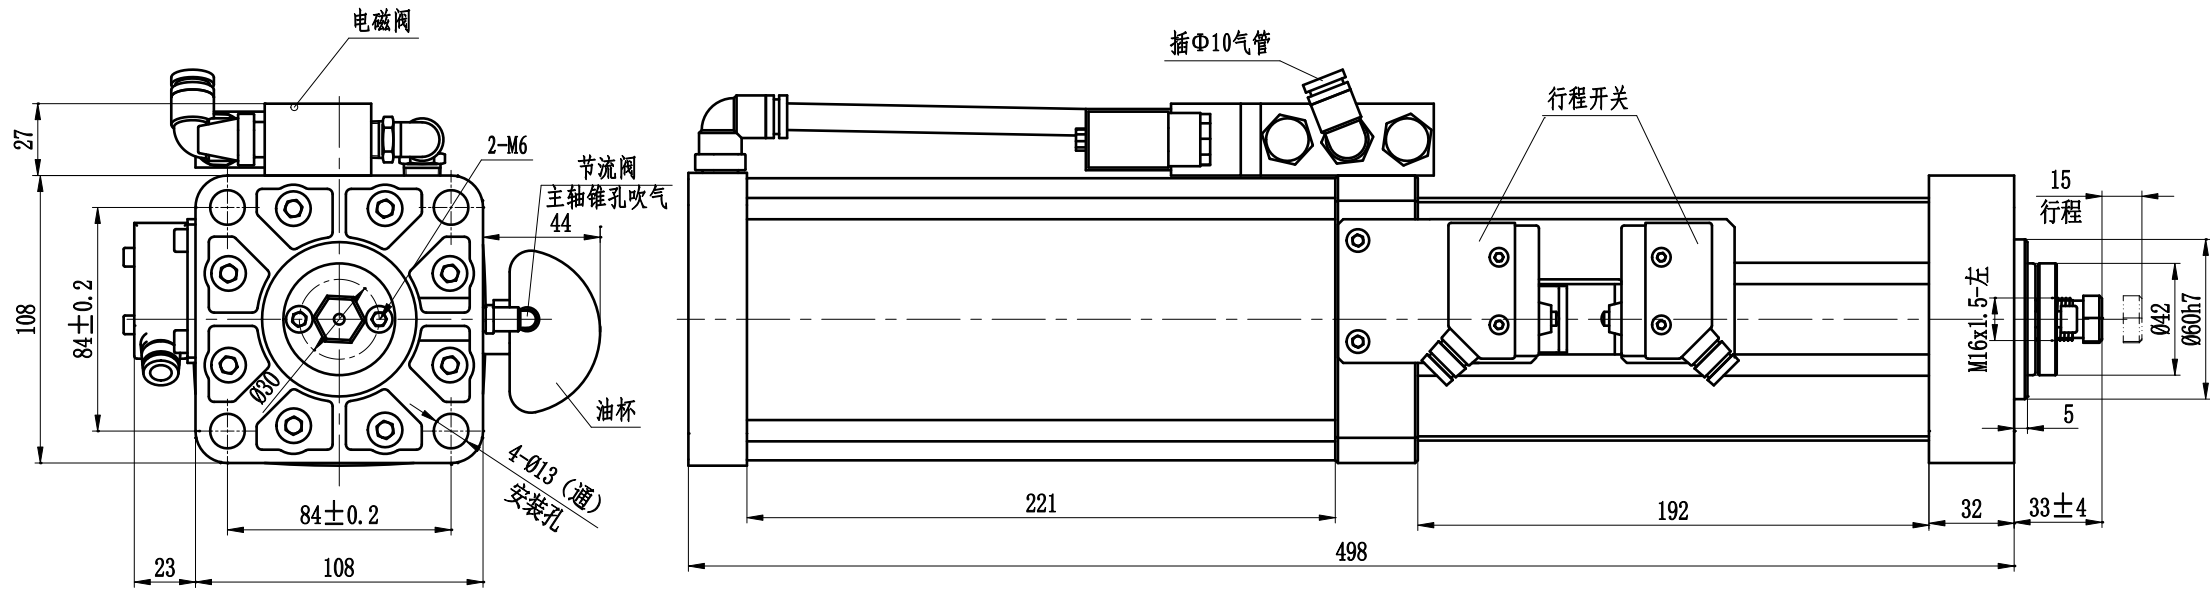 电磁阀
27
2-M6
节流阀
主轴锥孔吹气
44
108
84±0.2
Ø30
油杯
4-Ø13（通）
安装孔
84±0.2
23
108
插Φ10气管
行程开关
15
行程
M16x1.5-左
Ø42
Ø60h7
5
221
192
32
33±4
498